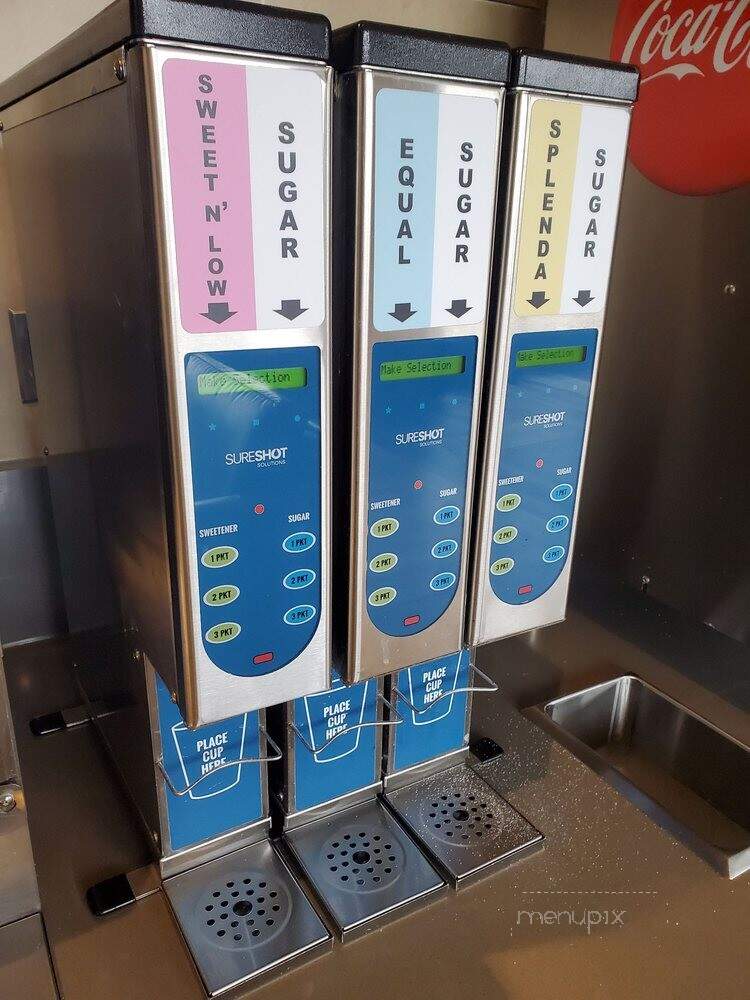 SWEET N' LOW
SUGAR
EQUAL
SUGAR
SPLENDA
SUGAR
Coca-C
Make Selection
SURESHOT
SOLUTIONS
SWEETENER
SUGAR
1 PKT
1 PKT
2 PKT
2 PKT
3 PKT
3 PKT
PLACE
CUP
HERE
Make Selection
SURESHOT
SOLUTIONS
SWEETENER
SUGAR
1 PKT
1 PKT
2 PKT
2 PKT
3 PKT
3 PKT
PLACE
CUP
HERE
Make Selection
SURESHOT
SOLUTIONS
SWEETENER
SUGAR
1 PKT
1 PKT
2 PKT
2 PKT
3 PKT
3 PKT
PLACE
CUP
HERE
menupix